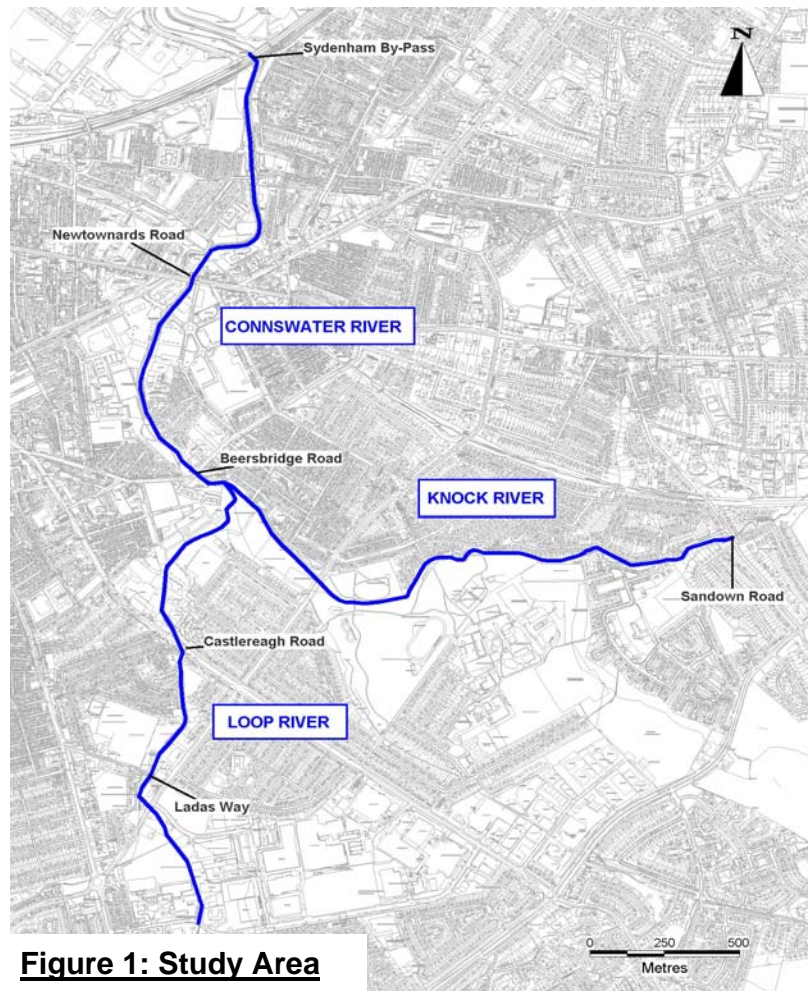 Sydenham By-Pass
N
Newtownards Road
CONNSWATER RIVER
Beersbridge Road
KNOCK RIVER
Sandown Road
Castlereagh Road
LOOP RIVER
Ladas Way
0 250 500
Metres
Figure 1: Study Area